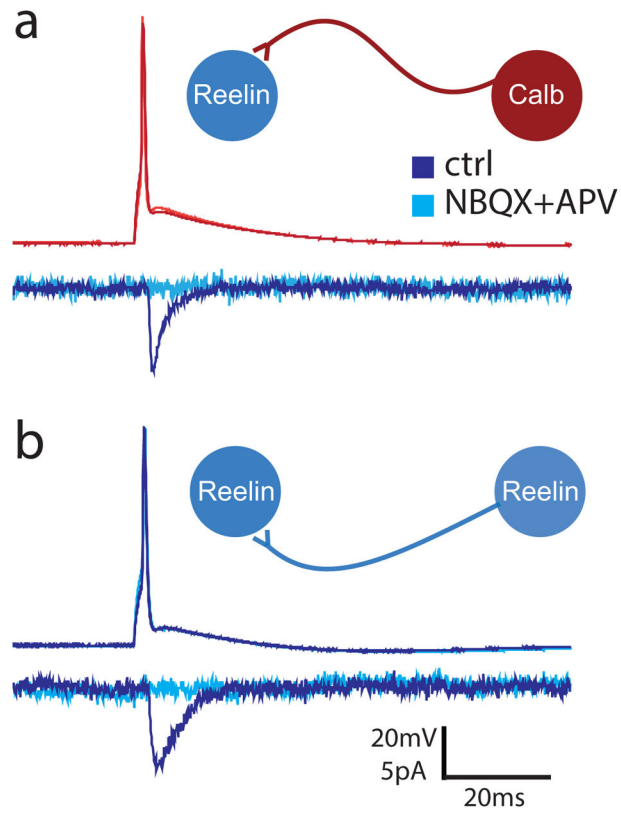 a
Reelin
Calb
ctrl
NBQX+APV
b
Reelin
Reelin
20mV
5pA
20ms